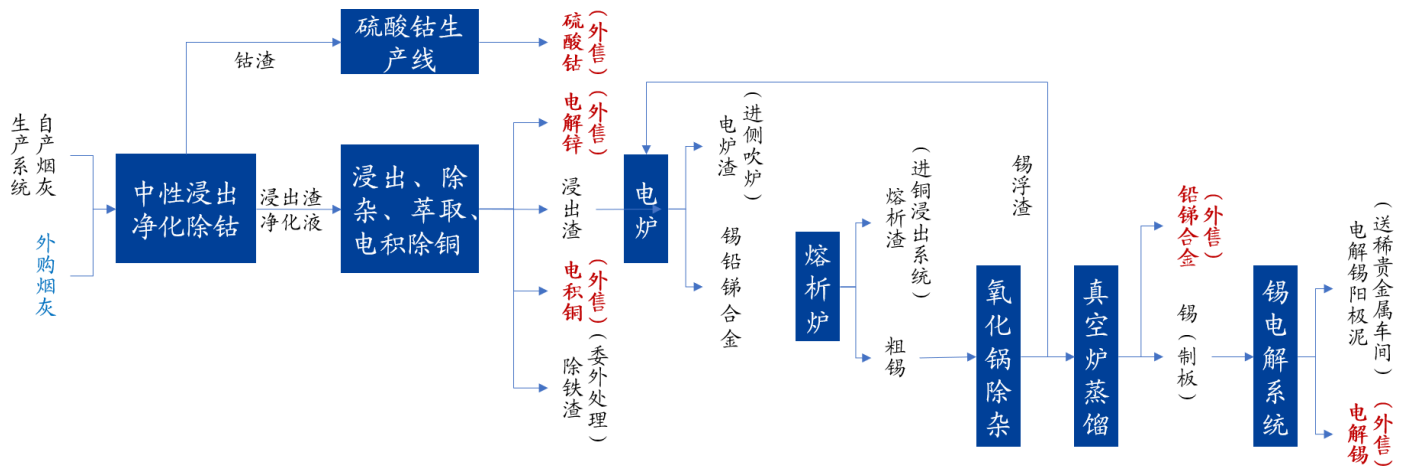 钴渣
硫酸钴生
产线
硫酸钴
(外售)
自产烟灰
生产系统
外购烟灰
中性浸出
净化除钴
浸出渣
净化液
浸出、除
杂、萃取、
电积除铜
电解锌
(外售)
浸出渣
电积铜
(外售)
除铁渣
(委外处理)
电炉
电炉渣
(进侧吹炉)
锡铅锑合金
熔析炉
熔析渣
(进铜浸出系统)
粗锡
氧化锅除杂
锡浮渣
真空炉蒸馏
铅锑合金
(外售)
锡(制板)
锡电解系统
电解锡阳极泥
(送稀贵金属车间)
电解锡
(外售)